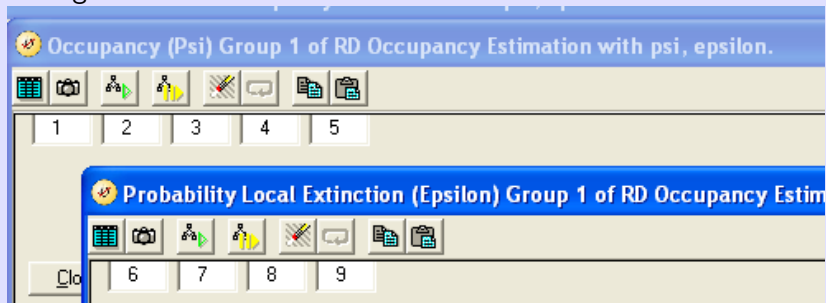 Occupancy (Psi) Group 1 of RD Occupancy Estimation with psi, epsilon.
1 2 3 4 5
Probability Local Extinction (Epsilon) Group 1 of RD Occupancy Estim
Clo
6 7 8 9